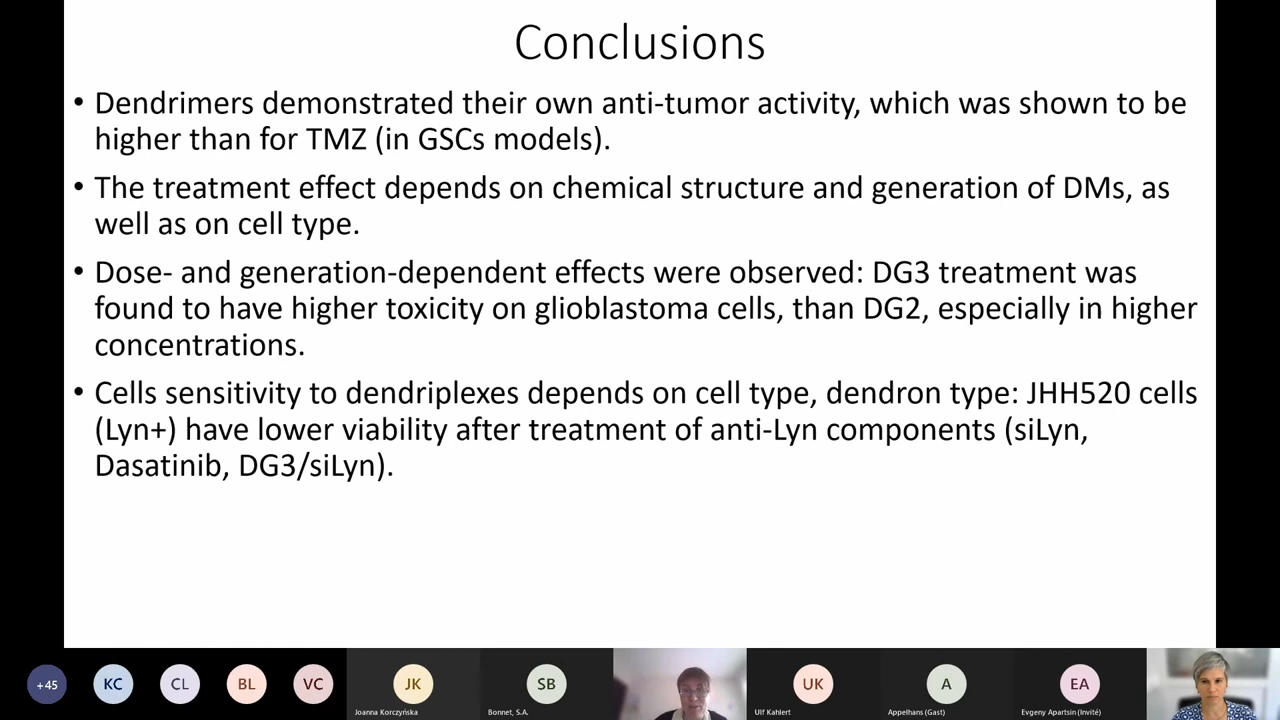 Conclusions
• Dendrimers demonstrated their own anti-tumor activity, which was shown to be
higher than for TMZ (in GSCs models).
• The treatment effect depends on chemical structure and generation of DMs, as
well as on cell type.
• Dose- and generation-dependent effects were observed: DG3 treatment was
found to have higher toxicity on glioblastoma cells, than DG2, especially in higher
concentrations.
• Cells sensitivity to dendriplexes depends on cell type, dendron type: JHH520 cells
(Lyn+) have lower viability after treatment of anti-Lyn components (siLyn,
Dasatinib, DG3/siLyn).
+45 KC CL BL VC JK SB UK A EA
Joanna Korczyńska Bonnet, S.A. Ulf Kahlert Appelhans (Gast) Evgeny Apartsin (Invité)